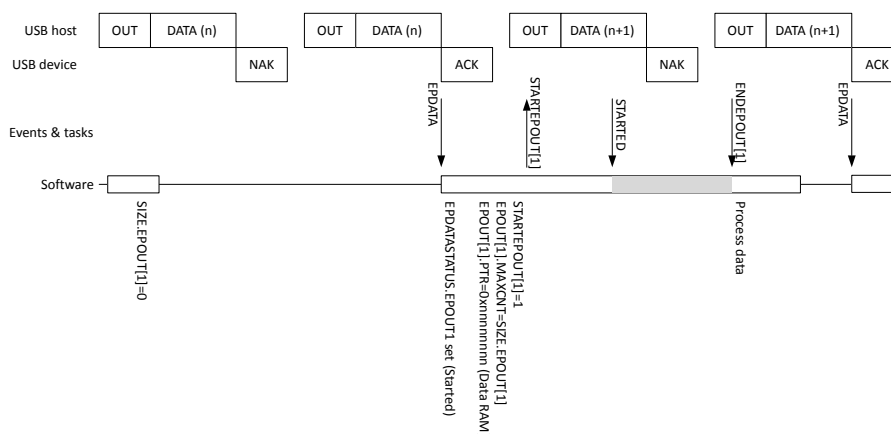 USB host
OUT
DATA (n)
OUT
DATA (n)
OUT
DATA (n+1)
OUT
DATA (n+1)
USB device
NAK
ACK
NAK
ACK
Events & tasks
EPDATA
STARTEPOUT[1]
STARTED
ENDEPOUT[1]
EPDATA
Software
SIZE.EPOUT[1]=0
EPDATASTATUS.EPOUT1 set (Started)
STARTEPOUT[1]=1
EPOUT[1].MAXCNT=SIZE.EPOUT[1]
EPOUT[1].PTR=0xnnnnnnnn (Data RAM
Process data